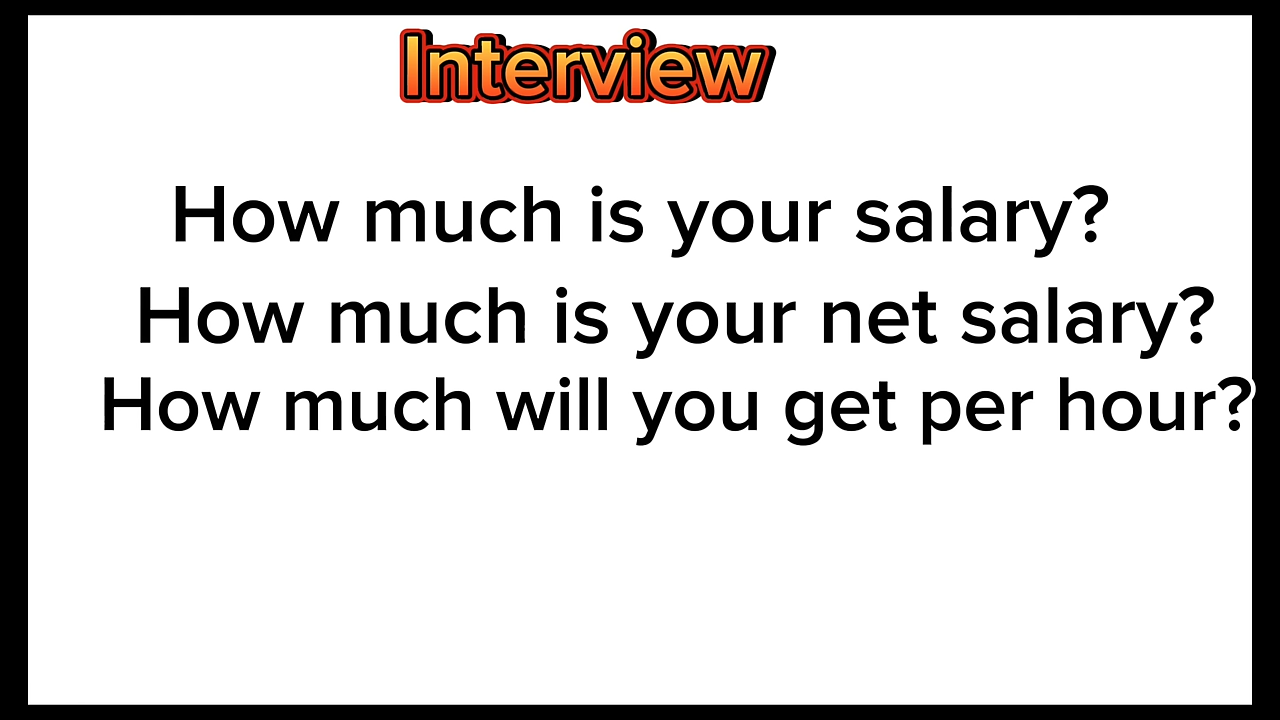 Interview
How much is your salary?
How much is your net salary?
How much will you get per hour?